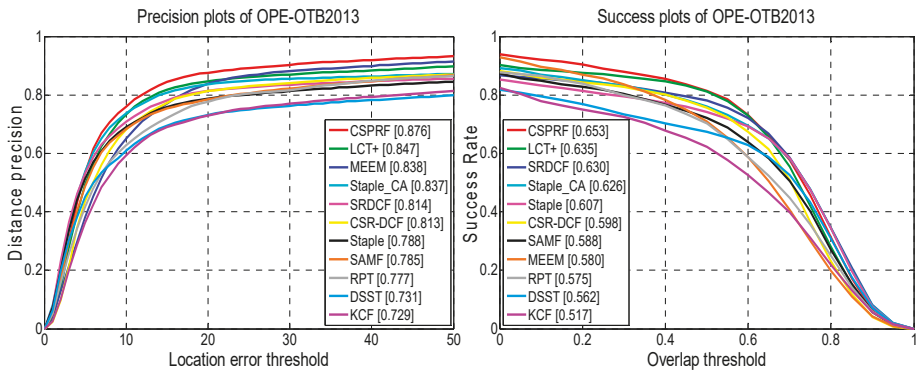 Precision plots of OPE-OTB2013
1
0.8
0.6
0.4
0.2
0
0 10 20 30 40 50
Distance precision
Location error threshold
CSPRF [0.876]
LCT+ [0.847]
MEEM [0.838]
Staple_CA [0.837]
SRDCF [0.814]
CSR-DCF [0.813]
Staple [0.788]
SAMF [0.785]
RPT [0.777]
DSST [0.731]
KCF [0.729]
Success plots of OPE-OTB2013
1
0.8
0.6
0.4
0.2
0
0 0.2 0.4 0.6 0.8 1
Success Rate
Overlap threshold
CSPRF [0.653]
LCT+ [0.635]
SRDCF [0.630]
Staple_CA [0.626]
Staple [0.607]
CSR-DCF [0.598]
SAMF [0.588]
MEEM [0.580]
RPT [0.575]
DSST [0.562]
KCF [0.517]